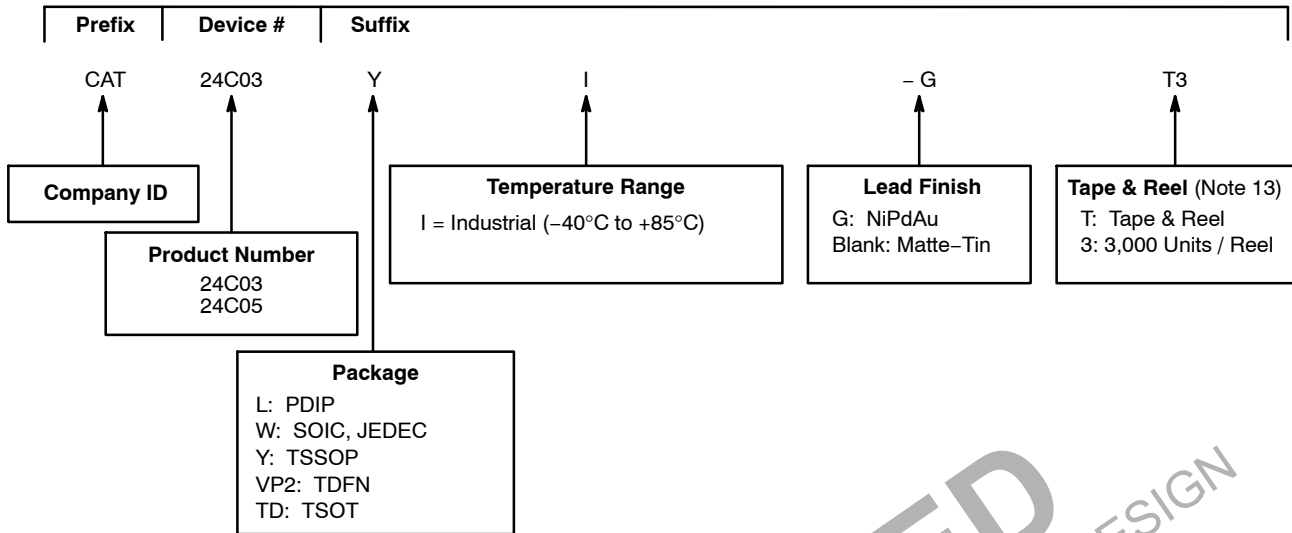 Prefix Device # Suffix
CAT 24C03 Y I – G T3
Company ID
Product Number
24C03
24C05
Package
L: PDIP
W: SOIC, JEDEC
Y: TSSOP
VP2: TDFN
TD: TSOT
Temperature Range
I = Industrial (–40°C to +85°C)
Lead Finish
G: NiPdAu
Blank: Matte–Tin
Tape & Reel (Note 13)
T: Tape & Reel
3: 3,000 Units / Reel